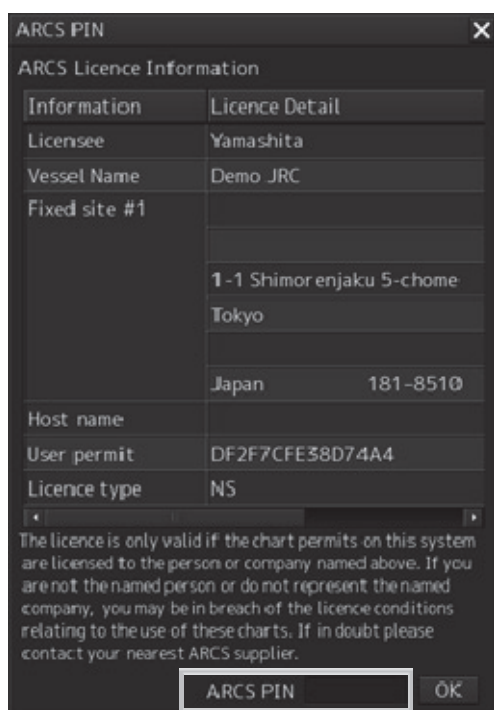 ARCS PIN
ARCS Licence Information
Information Licence Detail
Licensee Yamashita
Vessel Name Demo JRC
Fixed site #1
1-1 Shimorenjaku 5-chome
Tokyo
Japan 181-8510
Host name
User permit DF2F7CFE38D74A4
Licence type NS
The licence is only valid if the chart permits on this system
are licensed to the person or company named above. If you
are not the named person or do not represent the named
company, you may be in breach of the licence conditions
relating to the use of these charts. If in doubt please
contact your nearest ARCS supplier.
ARCS PIN OK